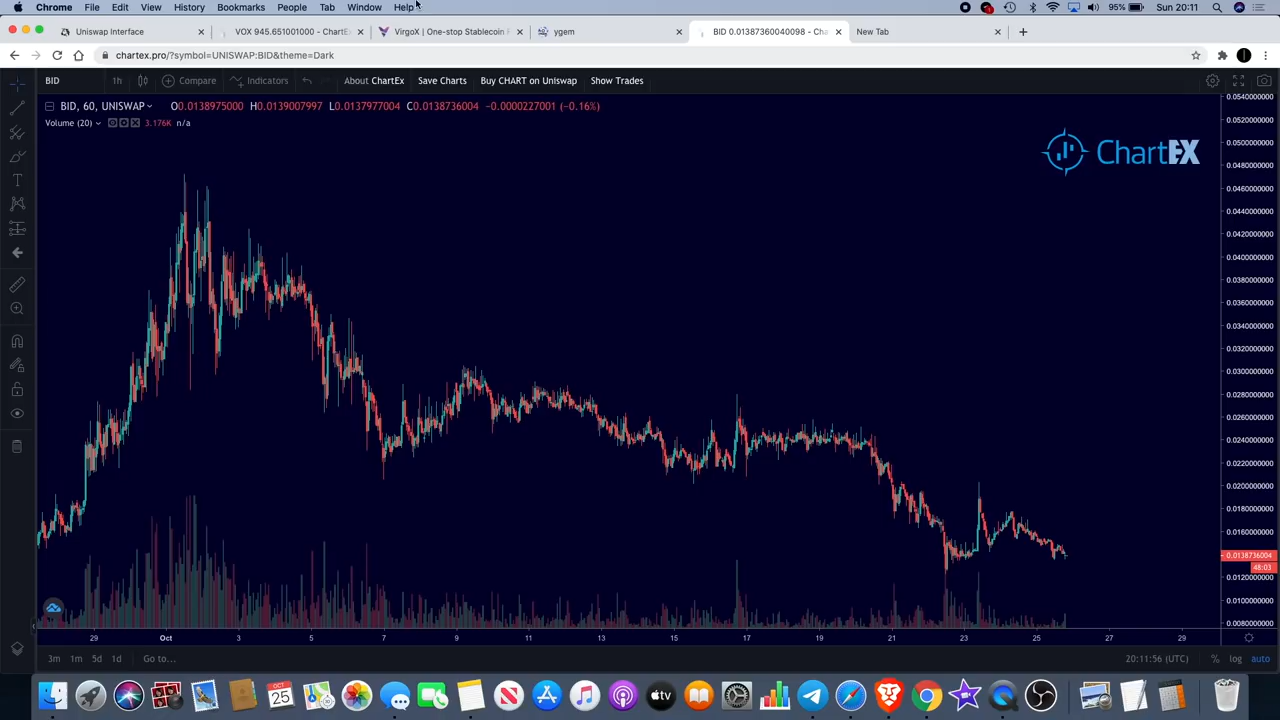 Chrome File Edit View History Bookmarks People Tab Window Help 95% Sun 20:11
Uniswap Interface VOX 945.651001000 - ChartE VirgoX | One-stop Stablecoin F ygem BID 0.01387360040098 - Cha New Tab
chartex.pro/?symbol=UNISWAP:BID&theme=Dark
BID 1h Compare Indicators About ChartEx Save Charts Buy CHART on Uniswap Show Trades
BID, 60, UNISWAP O0.0138975000 H0.0139007997 L0.0137977004 C0.0138736004 −0.0000227001 (−0.16%)
Volume (20) 3.176K n/a
ChartEX
0.0540000000
0.0520000000
0.0500000000
0.0480000000
0.0460000000
0.0440000000
0.0420000000
0.0400000000
0.0380000000
0.0360000000
0.0340000000
0.0320000000
0.0300000000
0.0280000000
0.0260000000
0.0240000000
0.0220000000
0.0200000000
0.0180000000
0.0160000000
0.0138736004
48:03
0.0120000000
0.0100000000
0.0080000000
29 Oct 3 5 7 9 11 13 15 17 19 21 23 25 27 29
3m 1m 5d 1d Go to... 20:11:56 (UTC) % log auto
OCT
25
tv